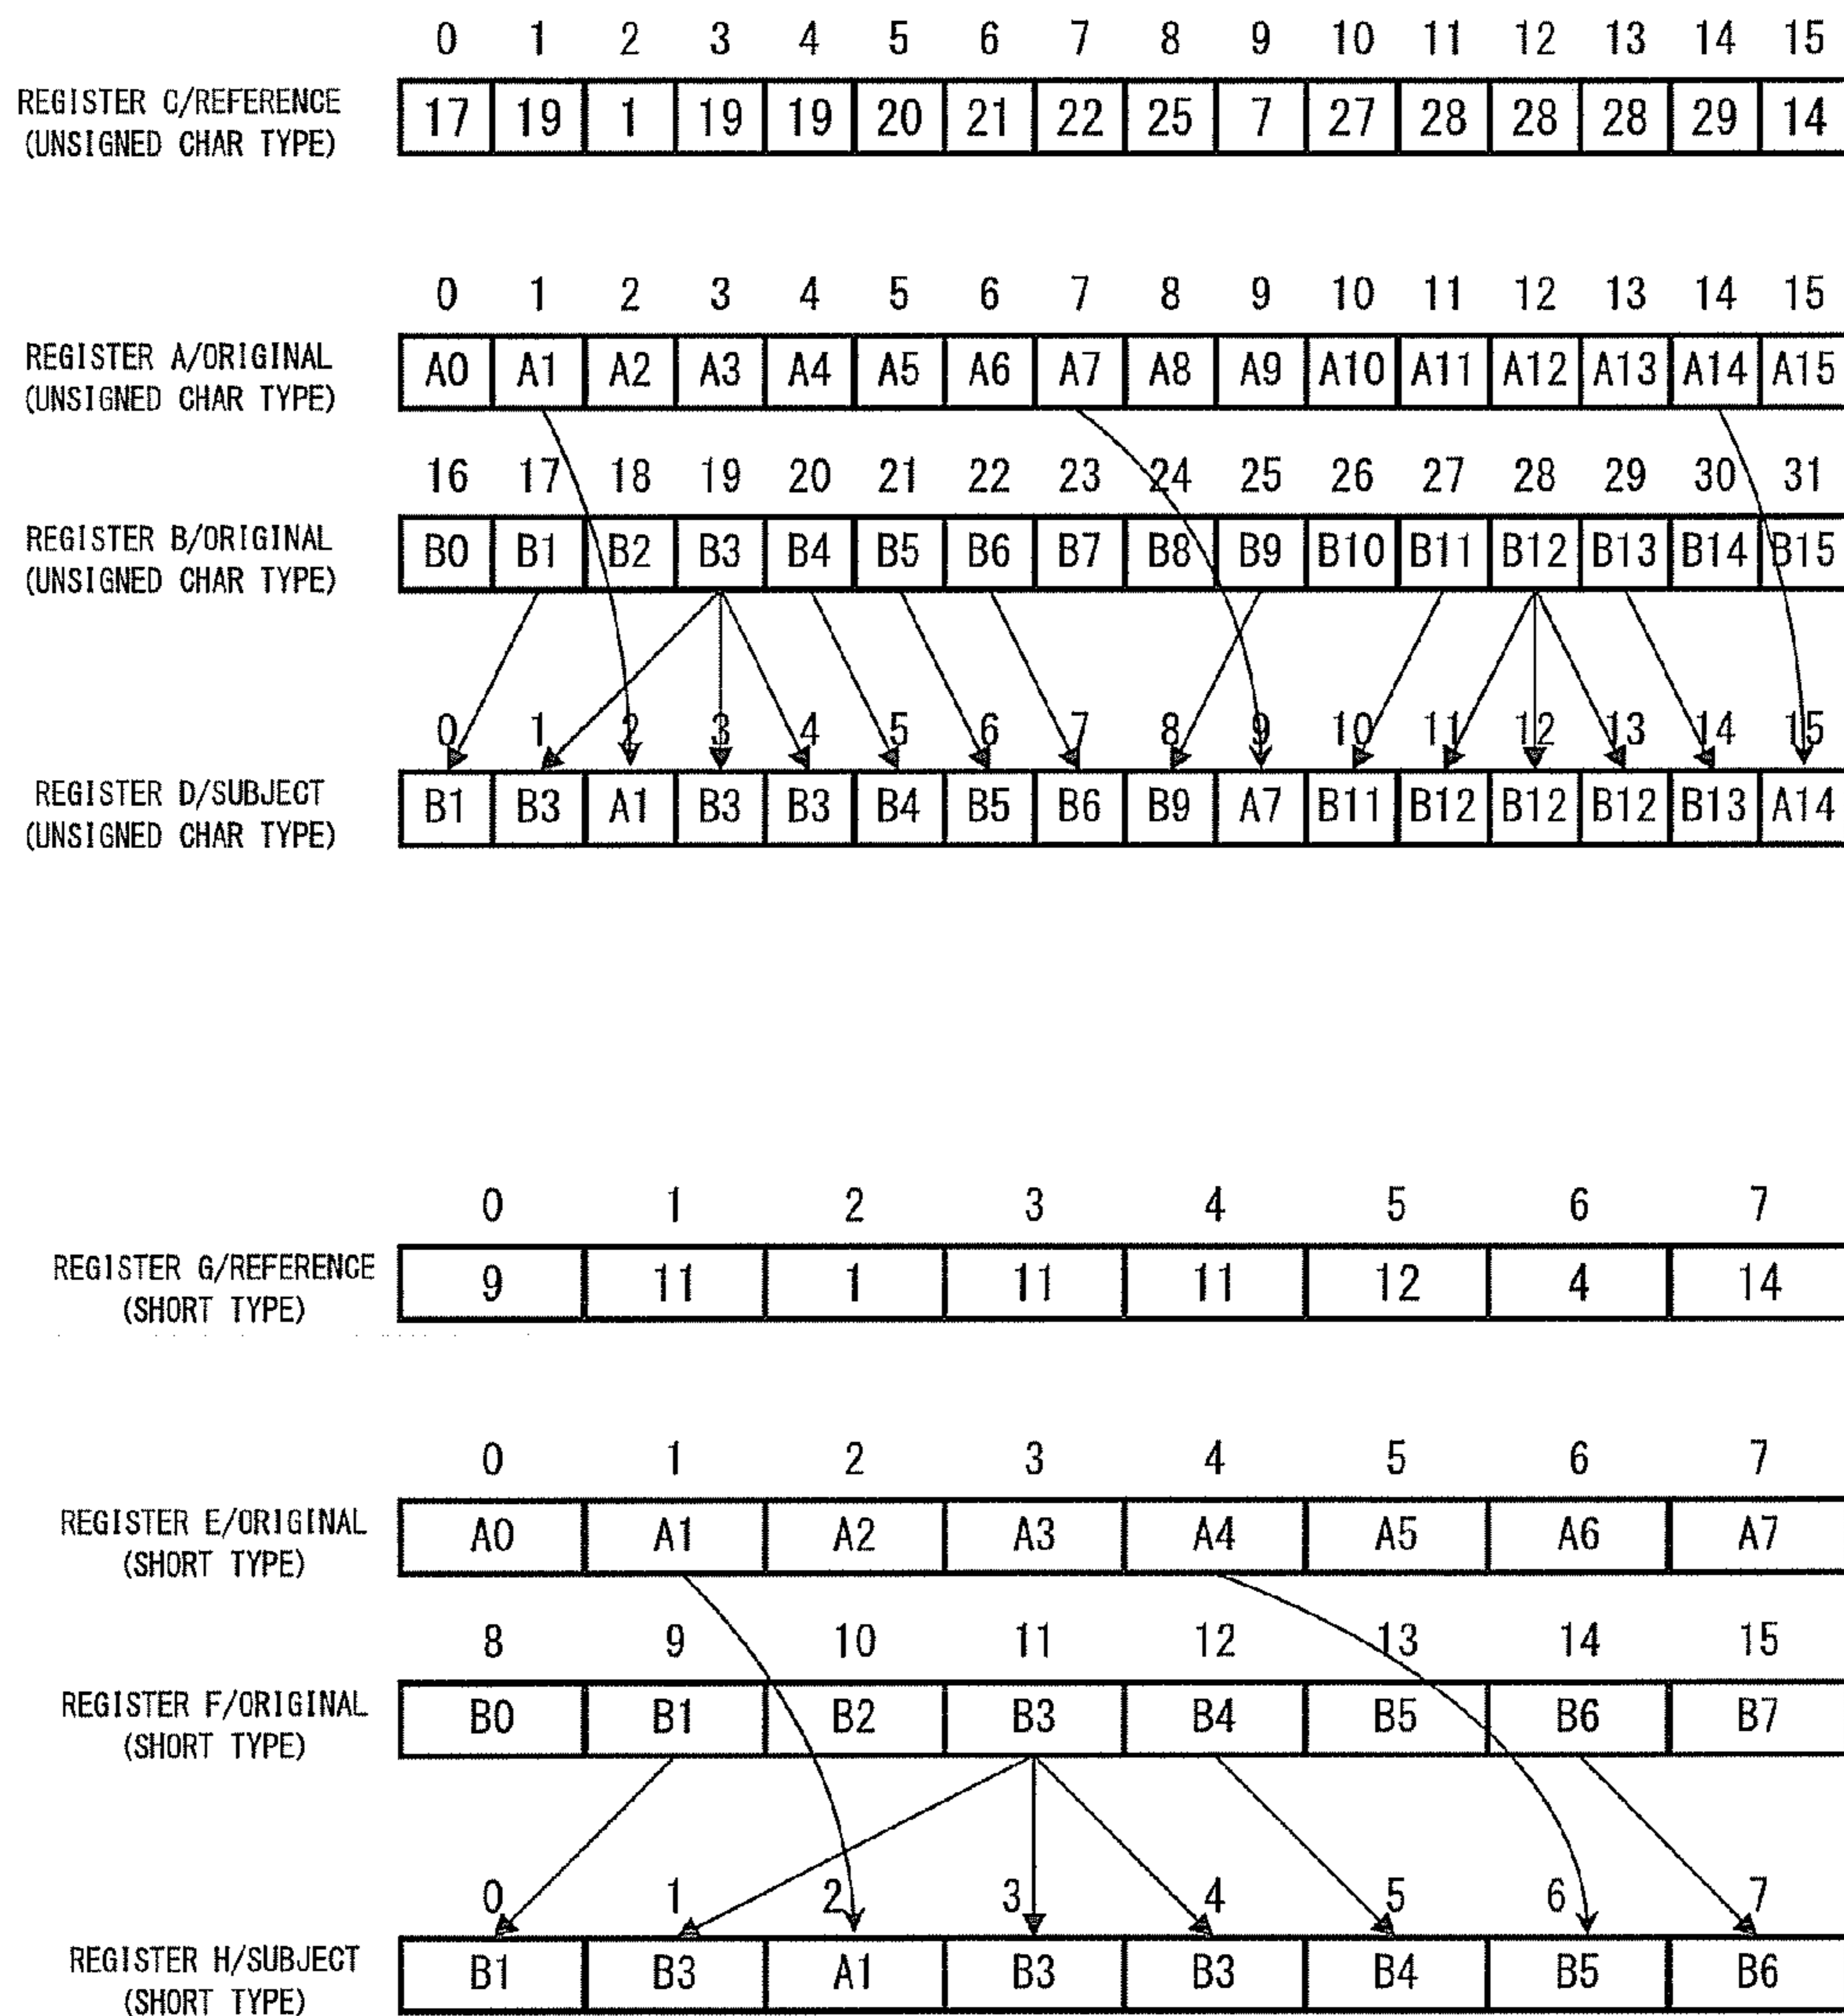 0 1 2 3 4 5 6 7 8 9 10 11 12 13 14 15
REGISTER C/REFERENCE
(UNSIGNED CHAR TYPE)
17 19 1 19 19 20 21 22 25 7 27 28 28 28 29 14
0 1 2 3 4 5 6 7 8 9 10 11 12 13 14 15
REGISTER A/ORIGINAL
(UNSIGNED CHAR TYPE)
A0 A1 A2 A3 A4 A5 A6 A7 A8 A9 A10 A11 A12 A13 A14 A15
16 17 18 19 20 21 22 23 24 25 26 27 28 29 30 31
REGISTER B/ORIGINAL
(UNSIGNED CHAR TYPE)
B0 B1 B2 B3 B4 B5 B6 B7 B8 B9 B10 B11 B12 B13 B14 B15
0 1 2 3 4 5 6 7 8 9 10 11 12 13 14 15
REGISTER D/SUBJECT
(UNSIGNED CHAR TYPE)
B1 B3 A1 B3 B3 B4 B5 B6 B9 A7 B11 B12 B12 B12 B13 A14
0 1 2 3 4 5 6 7
REGISTER G/REFERENCE
(SHORT TYPE)
9 11 1 11 11 12 4 14
0 1 2 3 4 5 6 7
REGISTER E/ORIGINAL
(SHORT TYPE)
A0 A1 A2 A3 A4 A5 A6 A7
8 9 10 11 12 13 14 15
REGISTER F/ORIGINAL
(SHORT TYPE)
B0 B1 B2 B3 B4 B5 B6 B7
0 1 2 3 4 5 6 7
REGISTER H/SUBJECT
(SHORT TYPE)
B1 B3 A1 B3 B3 B4 B5 B6